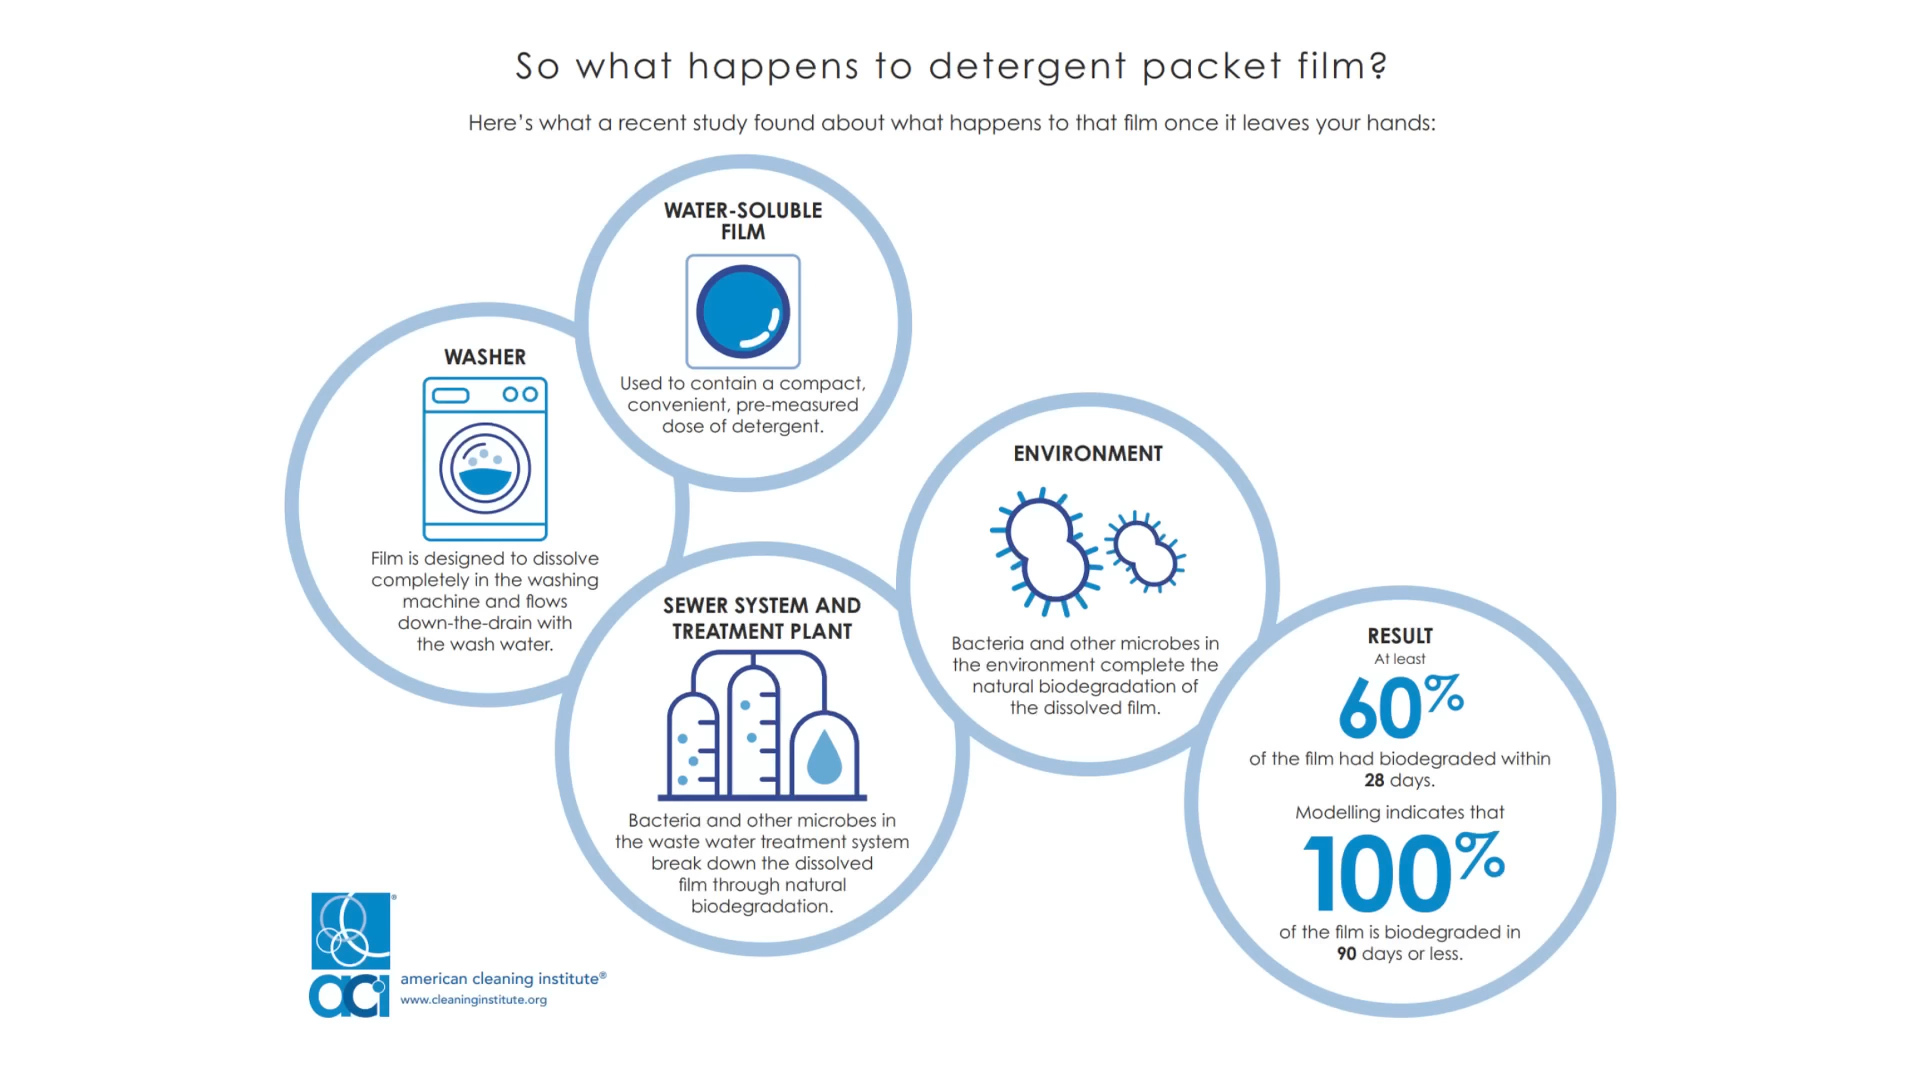 So what happens to detergent packet film?
Here's what a recent study found about what happens to that film once it leaves your hands:
WATER-SOLUBLE
FILM
Used to contain a compact,
convenient, pre-measured
dose of detergent.
WASHER
Film is designed to dissolve
completely in the washing
machine and flows
down-the-drain with
the wash water.
SEWER SYSTEM AND
TREATMENT PLANT
Bacteria and other microbes in
the waste water treatment system
break down the dissolved
film through natural
biodegradation.
ENVIRONMENT
Bacteria and other microbes in
the environment complete the
natural biodegradation of
the dissolved film.
RESULT
At least
60%
of the film had biodegraded within
28 days.
Modelling indicates that
100%
of the film is biodegraded in
90 days or less.
®
aci
american cleaning institute®
www.cleaninginstitute.org